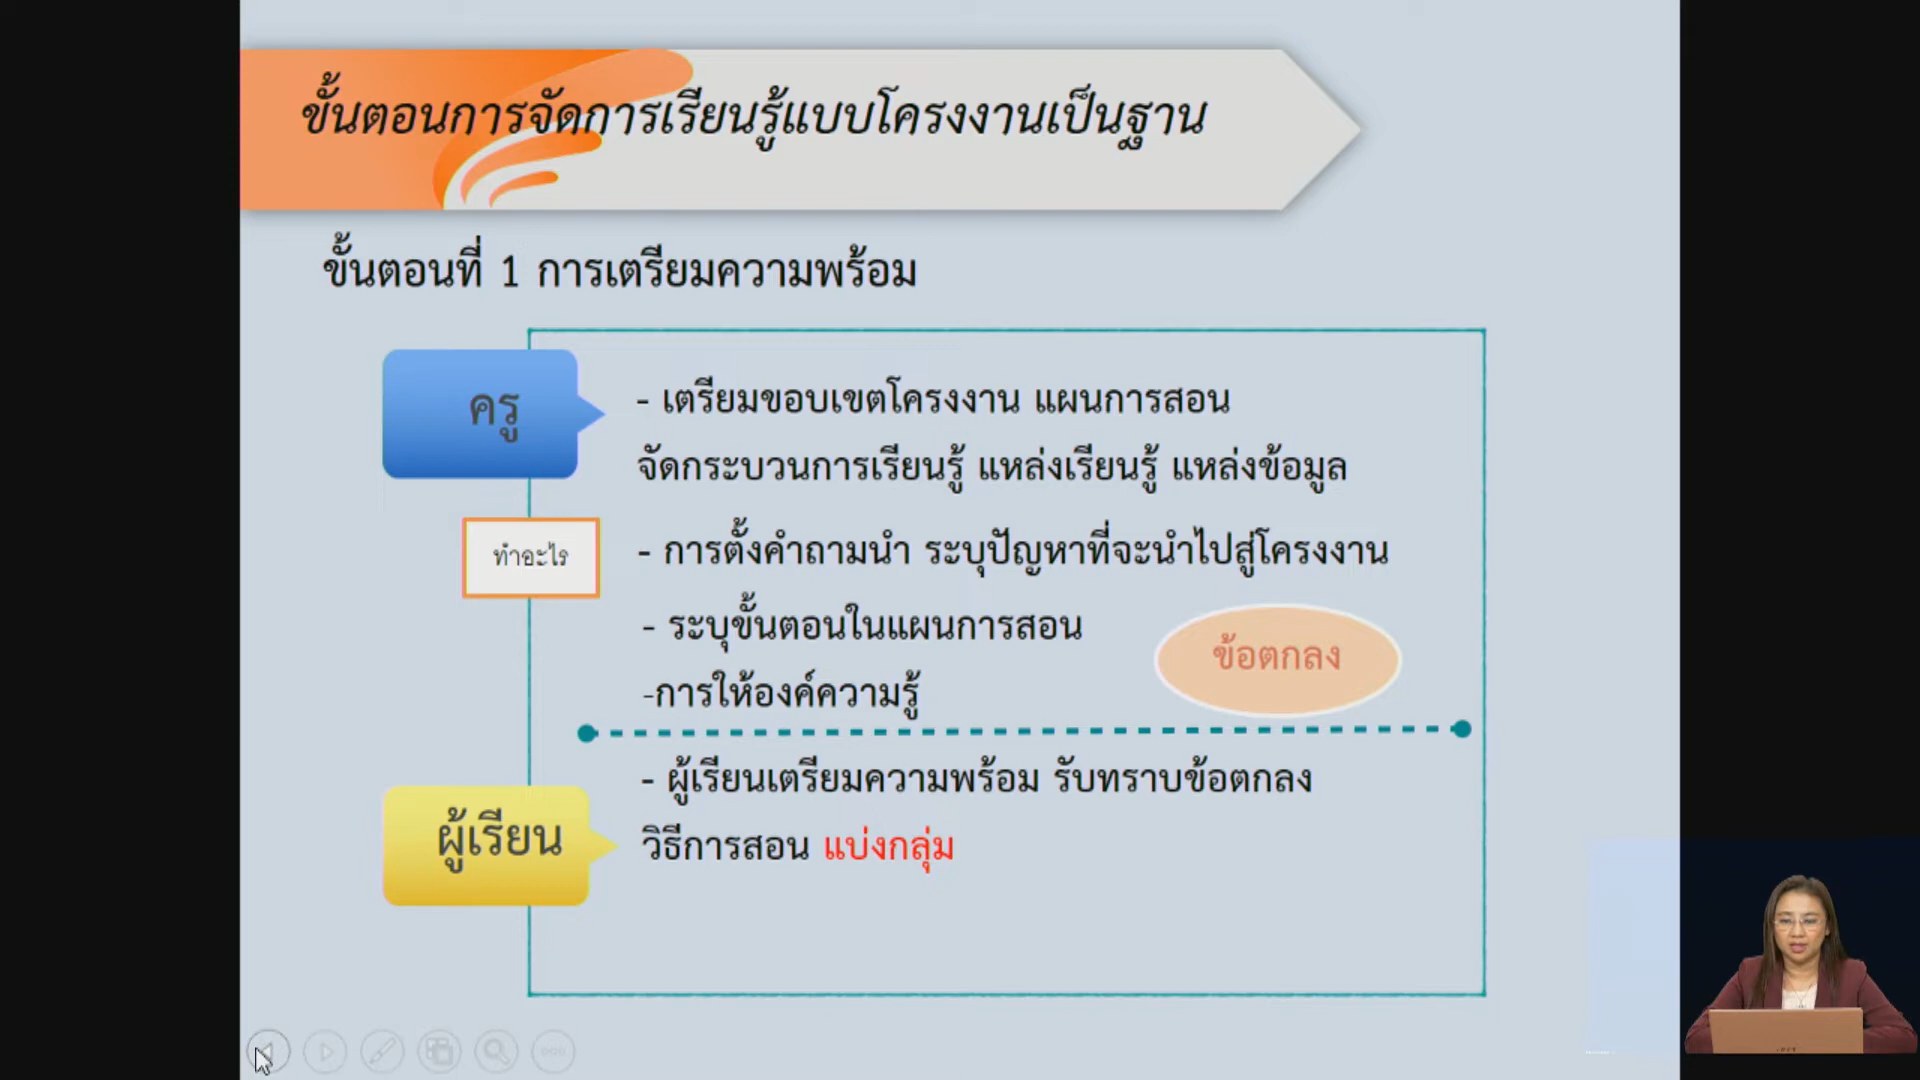 ขั้นตอนการจัดการเรียนรู้แบบโครงงานเป็นฐาน
ขั้นตอนที่ 1 การเตรียมความพร้อม
ครู
- เตรียมขอบเขตโครงงาน แผนการสอน
จัดกระบวนการเรียนรู้ แหล่งเรียนรู้ แหล่งข้อมูล
ทำอะไร
- การตั้งคำถามนำ ระบุปัญหาที่จะนำไปสู่โครงงาน
- ระบุขั้นตอนในแผนการสอน
ข้อตกลง
-การให้องค์ความรู้
- ผู้เรียนเตรียมความพร้อม รับทราบข้อตกลง
ผู้เรียน
วิธีการสอน แบ่งกลุ่ม